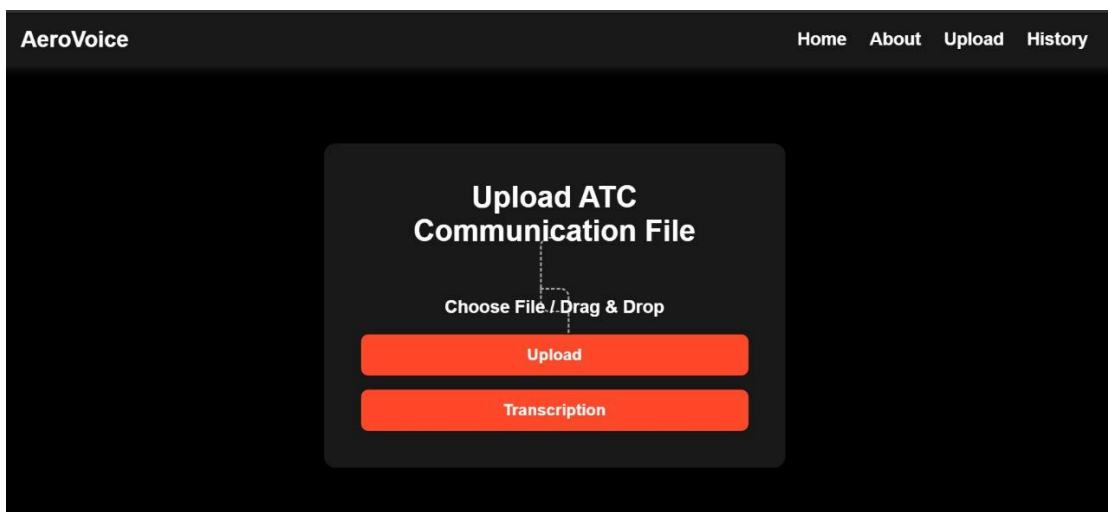 AeroVoice
Home About Upload History
Upload ATC
Communication File
Choose File / Drag & Drop
Upload
Transcription